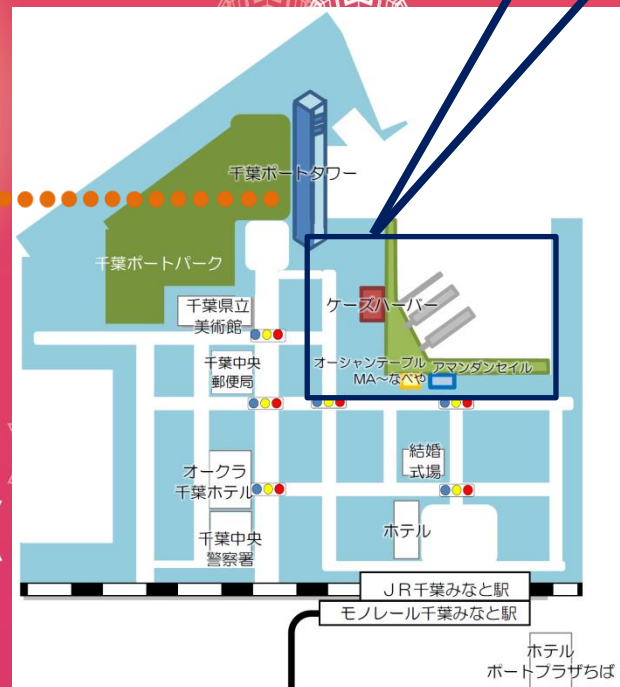 千葉ポートタワー
千葉ポートパーク
千葉県立
美術館
ケーズハーバー
千葉中央
郵便局
オーシャンテーブル
MA～なべや
アマンダンセイル
オークラ
千葉ホテル
結婚
式場
千葉中央
警察署
ホテル
ＪＲ千葉みなと駅
モノレール千葉みなと駅
ホテル
ポートプラザちば